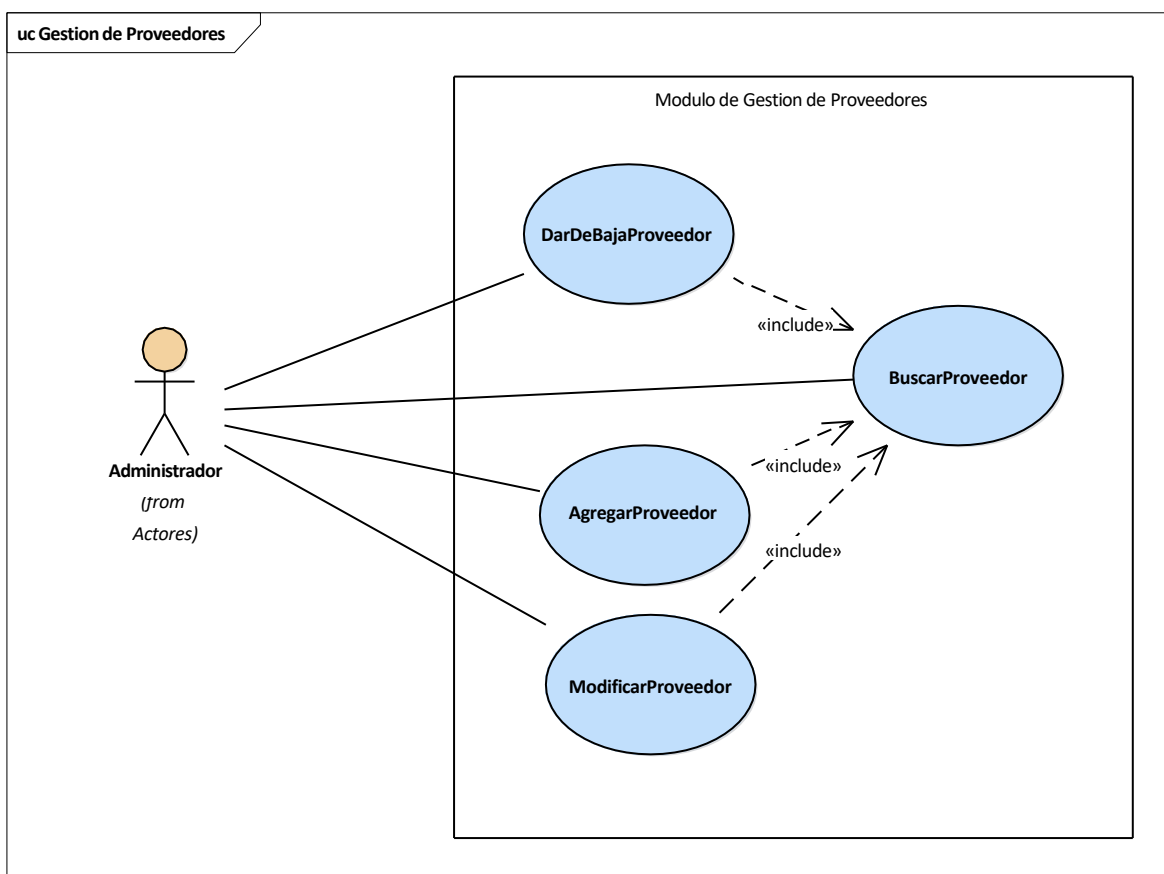 uc Gestion de Proveedores
Modulo de Gestion de Proveedores
DarDeBajaProveedor
«include»
BuscarProveedor
«include»
AgregarProveedor
«include»
ModificarProveedor
Administrador
(from
Actores)